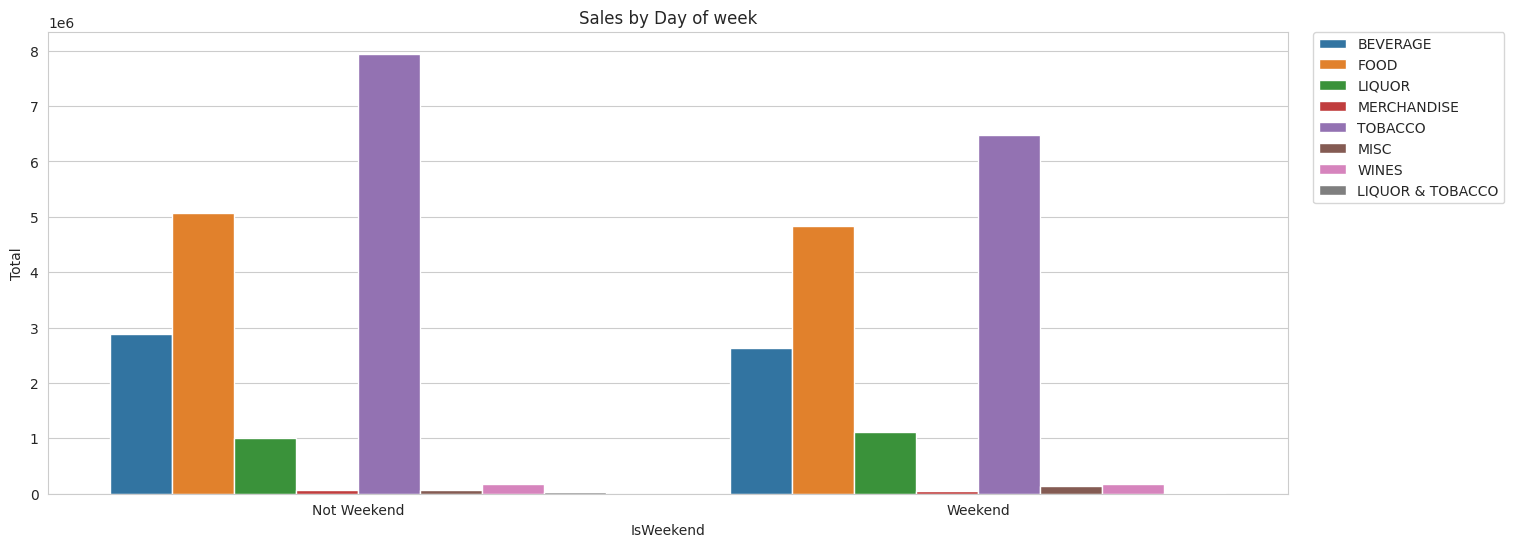 Sales by Day of week
1e6
8
7
6
5
4
3
2
1
0
Total
Not Weekend
Weekend
IsWeekend
BEVERAGE
FOOD
LIQUOR
MERCHANDISE
TOBACCO
MISC
WINES
LIQUOR & TOBACCO